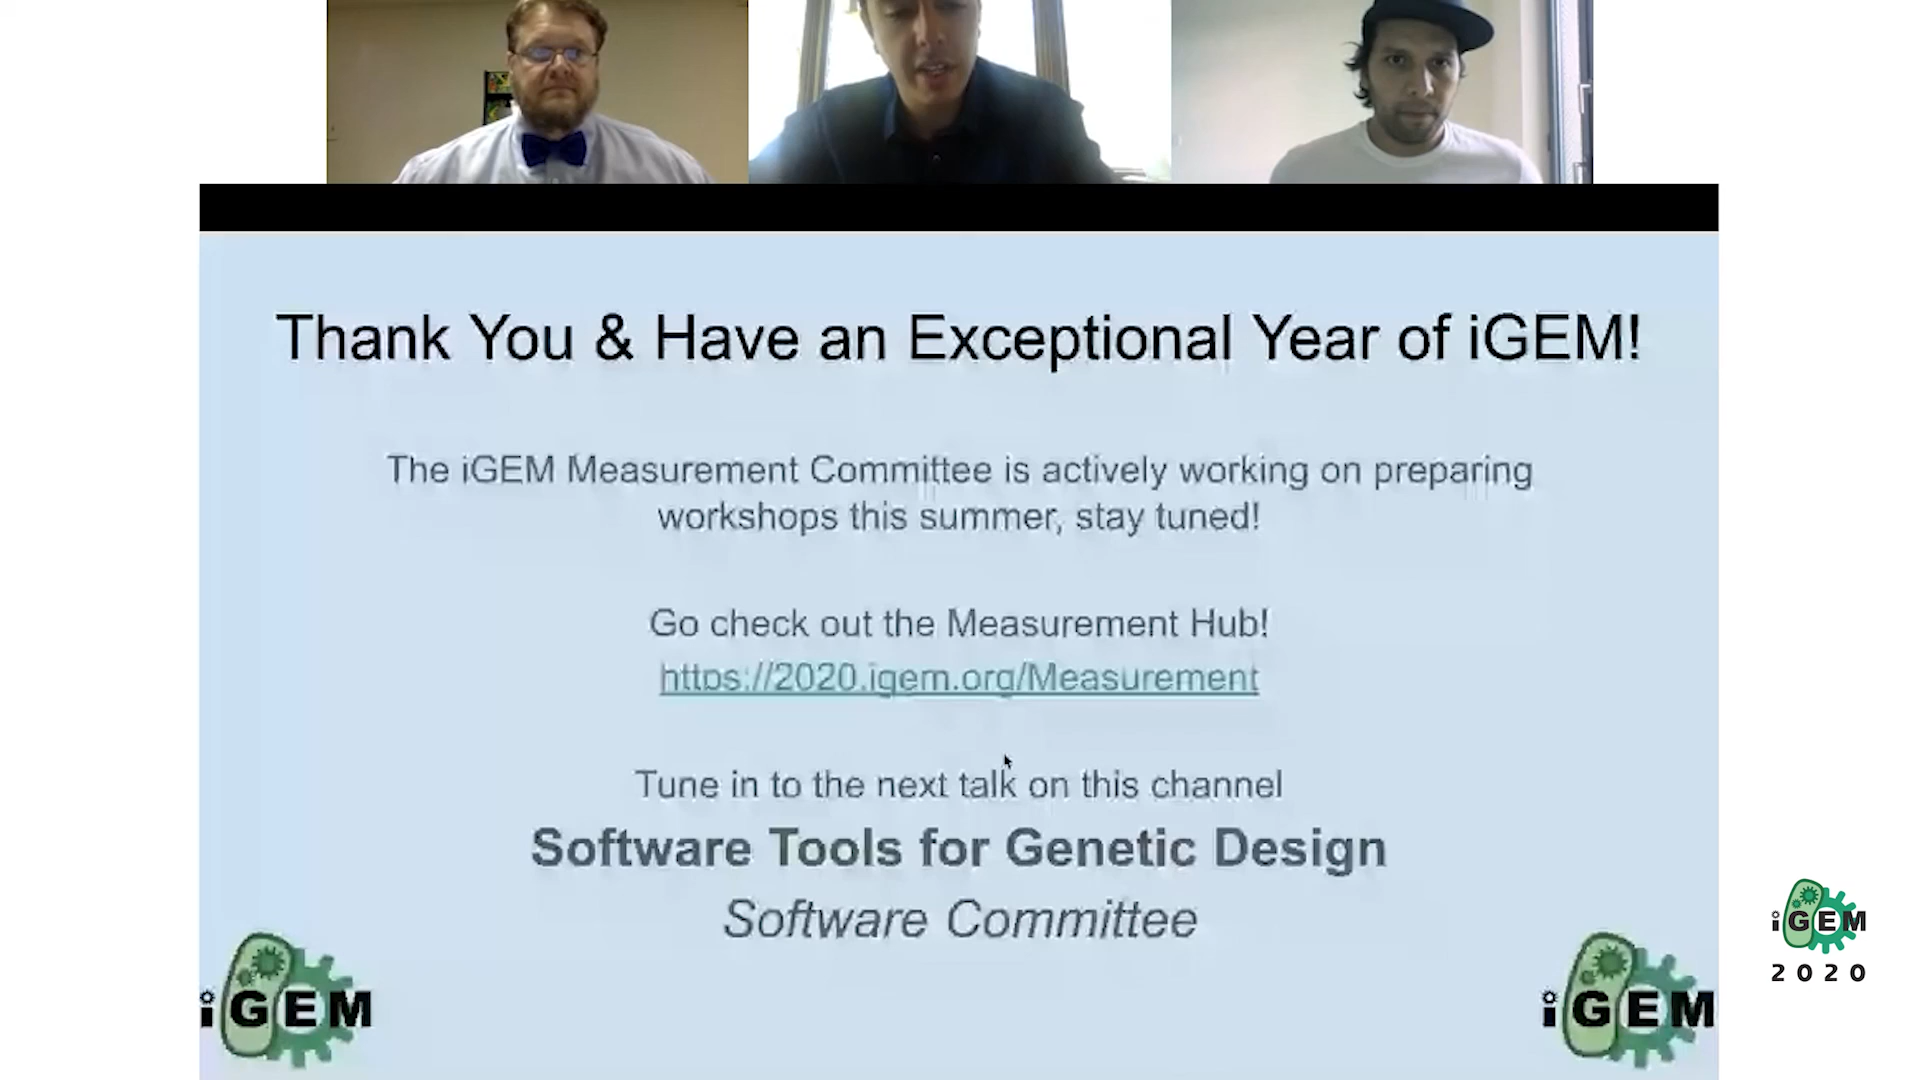 Thank You & Have an Exceptional Year of iGEM!
The iGEM Measurement Committee is actively working on preparing
workshops this summer, stay tuned!
Go check out the Measurement Hub!
https://2020.igem.org/Measurement
Tune in to the next talk on this channel
Software Tools for Genetic Design
Software Committee
iGEM
iGEM
iGEM
2020